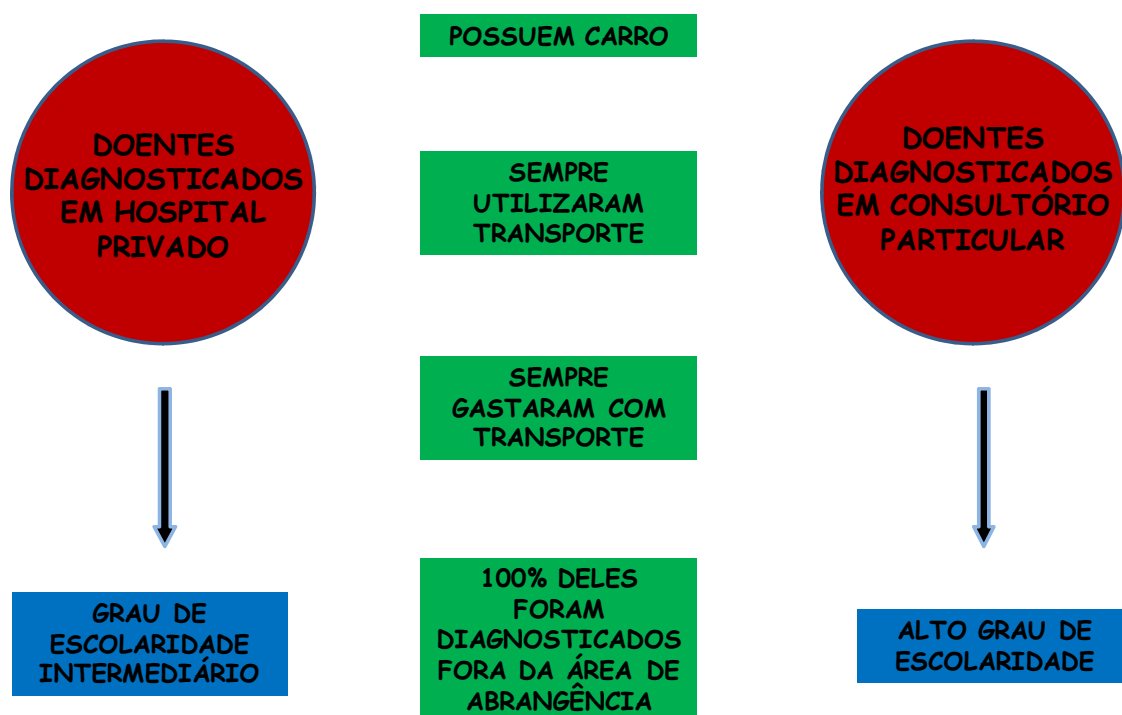 DOENTES
DIAGNOSTICADOS
EM HOSPITAL
PRIVADO
GRAU DE
ESCOLARIDADE
INTERMEDIÁRIO
POSSUEM CARRO
SEMPRE
UTILIZARAM
TRANSPORTE
SEMPRE
GASTARAM COM
TRANSPORTE
100% DELES
FORAM
DIAGNOSTICADOS
FORA DA ÁREA DE
ABRANGÊNCIA
DOENTES
DIAGNOSTICADOS
EM CONSULTÓRIO
PARTICULAR
ALTO GRAU DE
ESCOLARIDADE